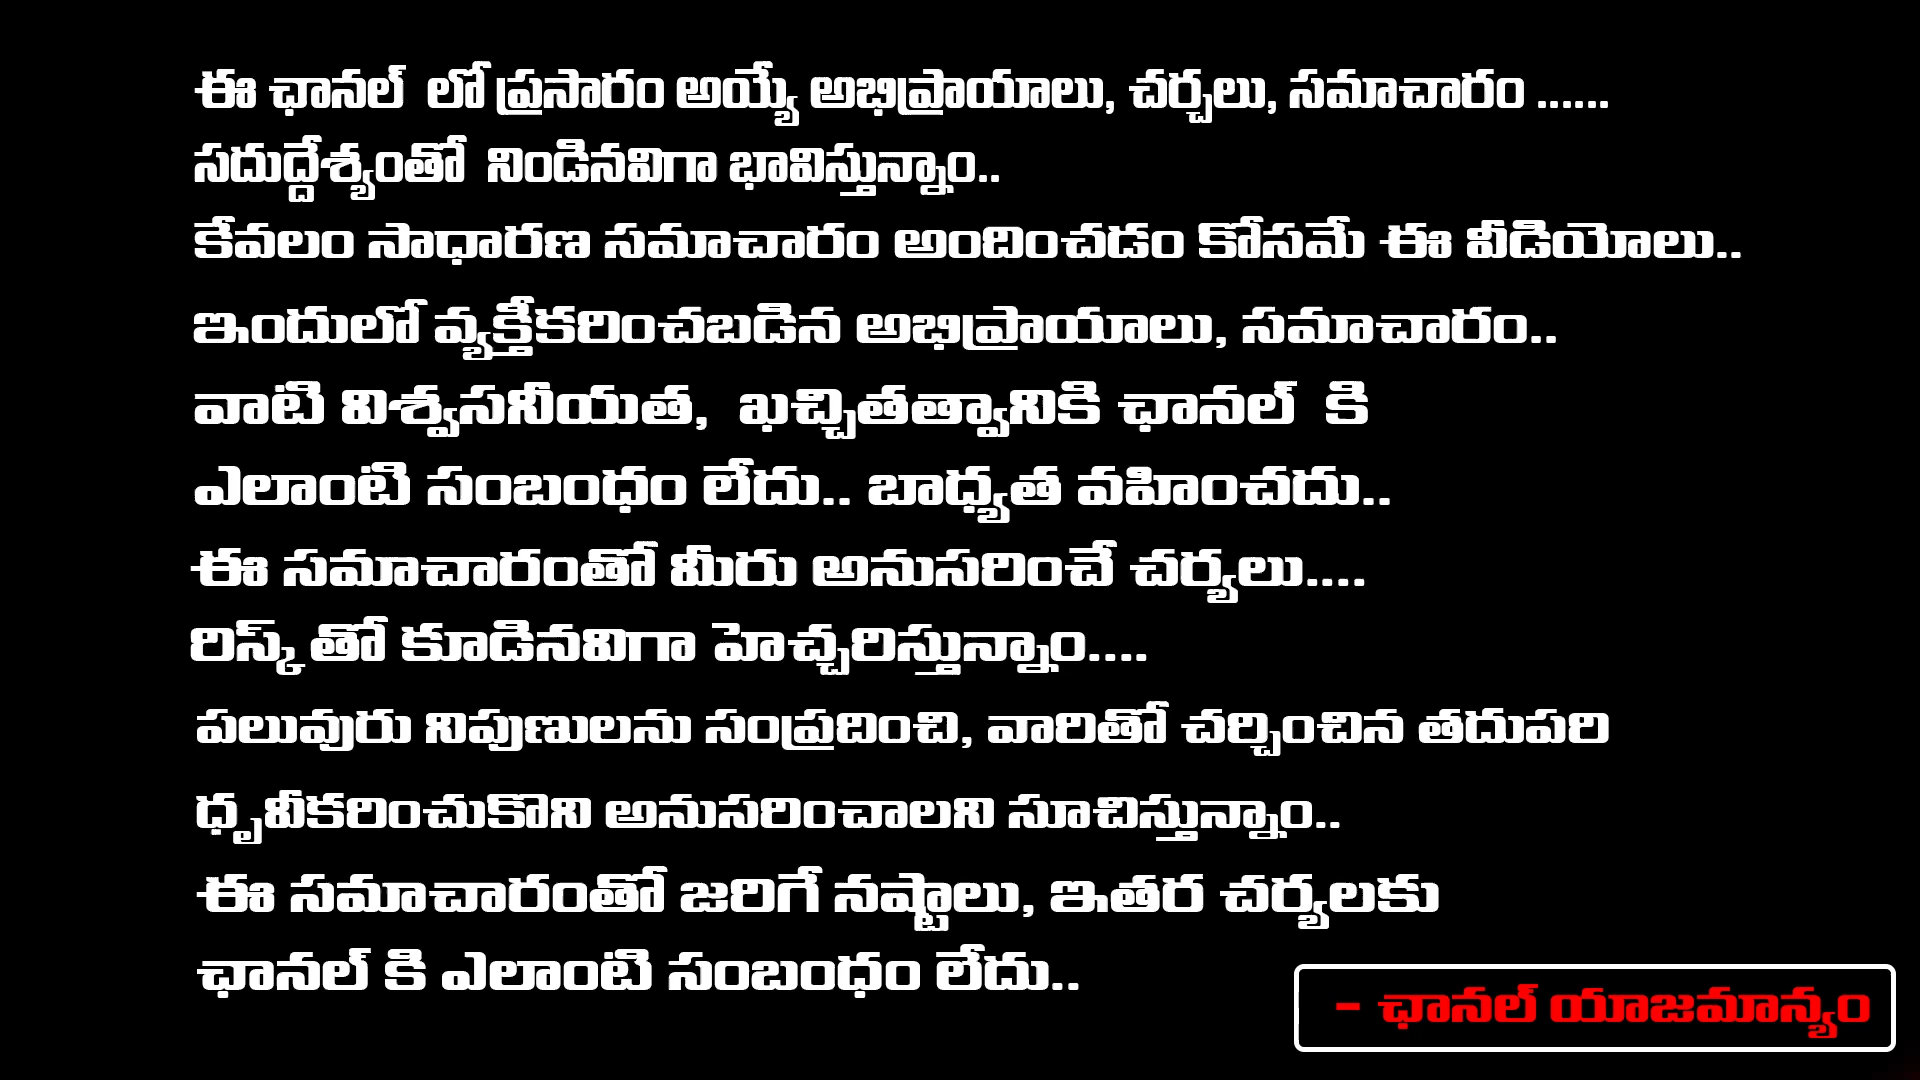 ఈ ఛానల్ లో ప్రసారం అయ్యే అభిప్రాయాలు, చర్చలు, సమాచారం ......
సదుద్దేశ్యంతో నిండినవిగా భావిస్తున్నాం..
కేవలం సాధారణ సమాచారం అందించడం కోసమే ఈ వీడియోలు..
ఇందులో వ్యక్తీకరించబడిన అభిప్రాయాలు, సమాచారం..
వాటి విశ్వసనీయత, ఖచ్చితత్వానికి ఛానల్ కి
ఎలాంటి సంబంధం లేదు.. బాధ్యత వహించదు..
ఈ సమాచారంతో మీరు అనుసరించే చర్యలు....
రిస్క్ తో కూడినవిగా హెచ్చరిస్తున్నాం....
పలువురు నిపుణులను సంప్రదించి, వారితో చర్చించిన తదుపరి
ధృవీకరించుకొని అనుసరించాలని సూచిస్తున్నాం..
ఈ సమాచారంతో జరిగే నష్టాలు, ఇతర చర్యలకు
ఛానల్ కి ఎలాంటి సంబంధం లేదు..
- ఛానల్ యాజమాన్యం